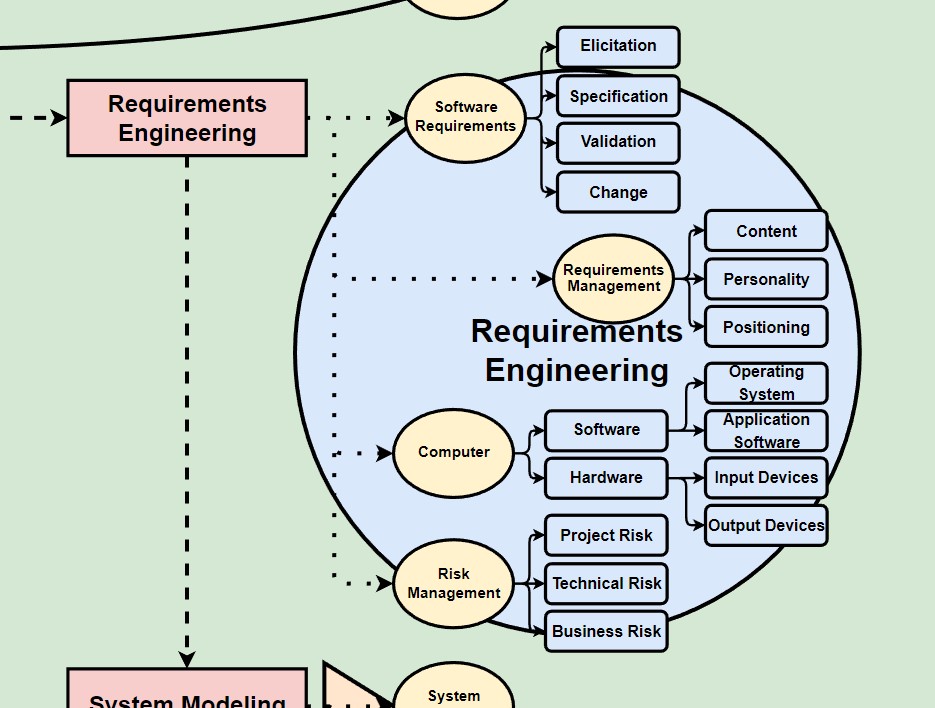 Requirements
Engineering
Software
Requirements
Elicitation
Specification
Validation
Change
Requirements
Management
Content
Personality
Positioning
Requirements
Engineering
Computer
Software
Hardware
Operating
System
Application
Software
Input Devices
Output Devices
Risk
Management
Project Risk
Technical Risk
Business Risk
System Modeling
System